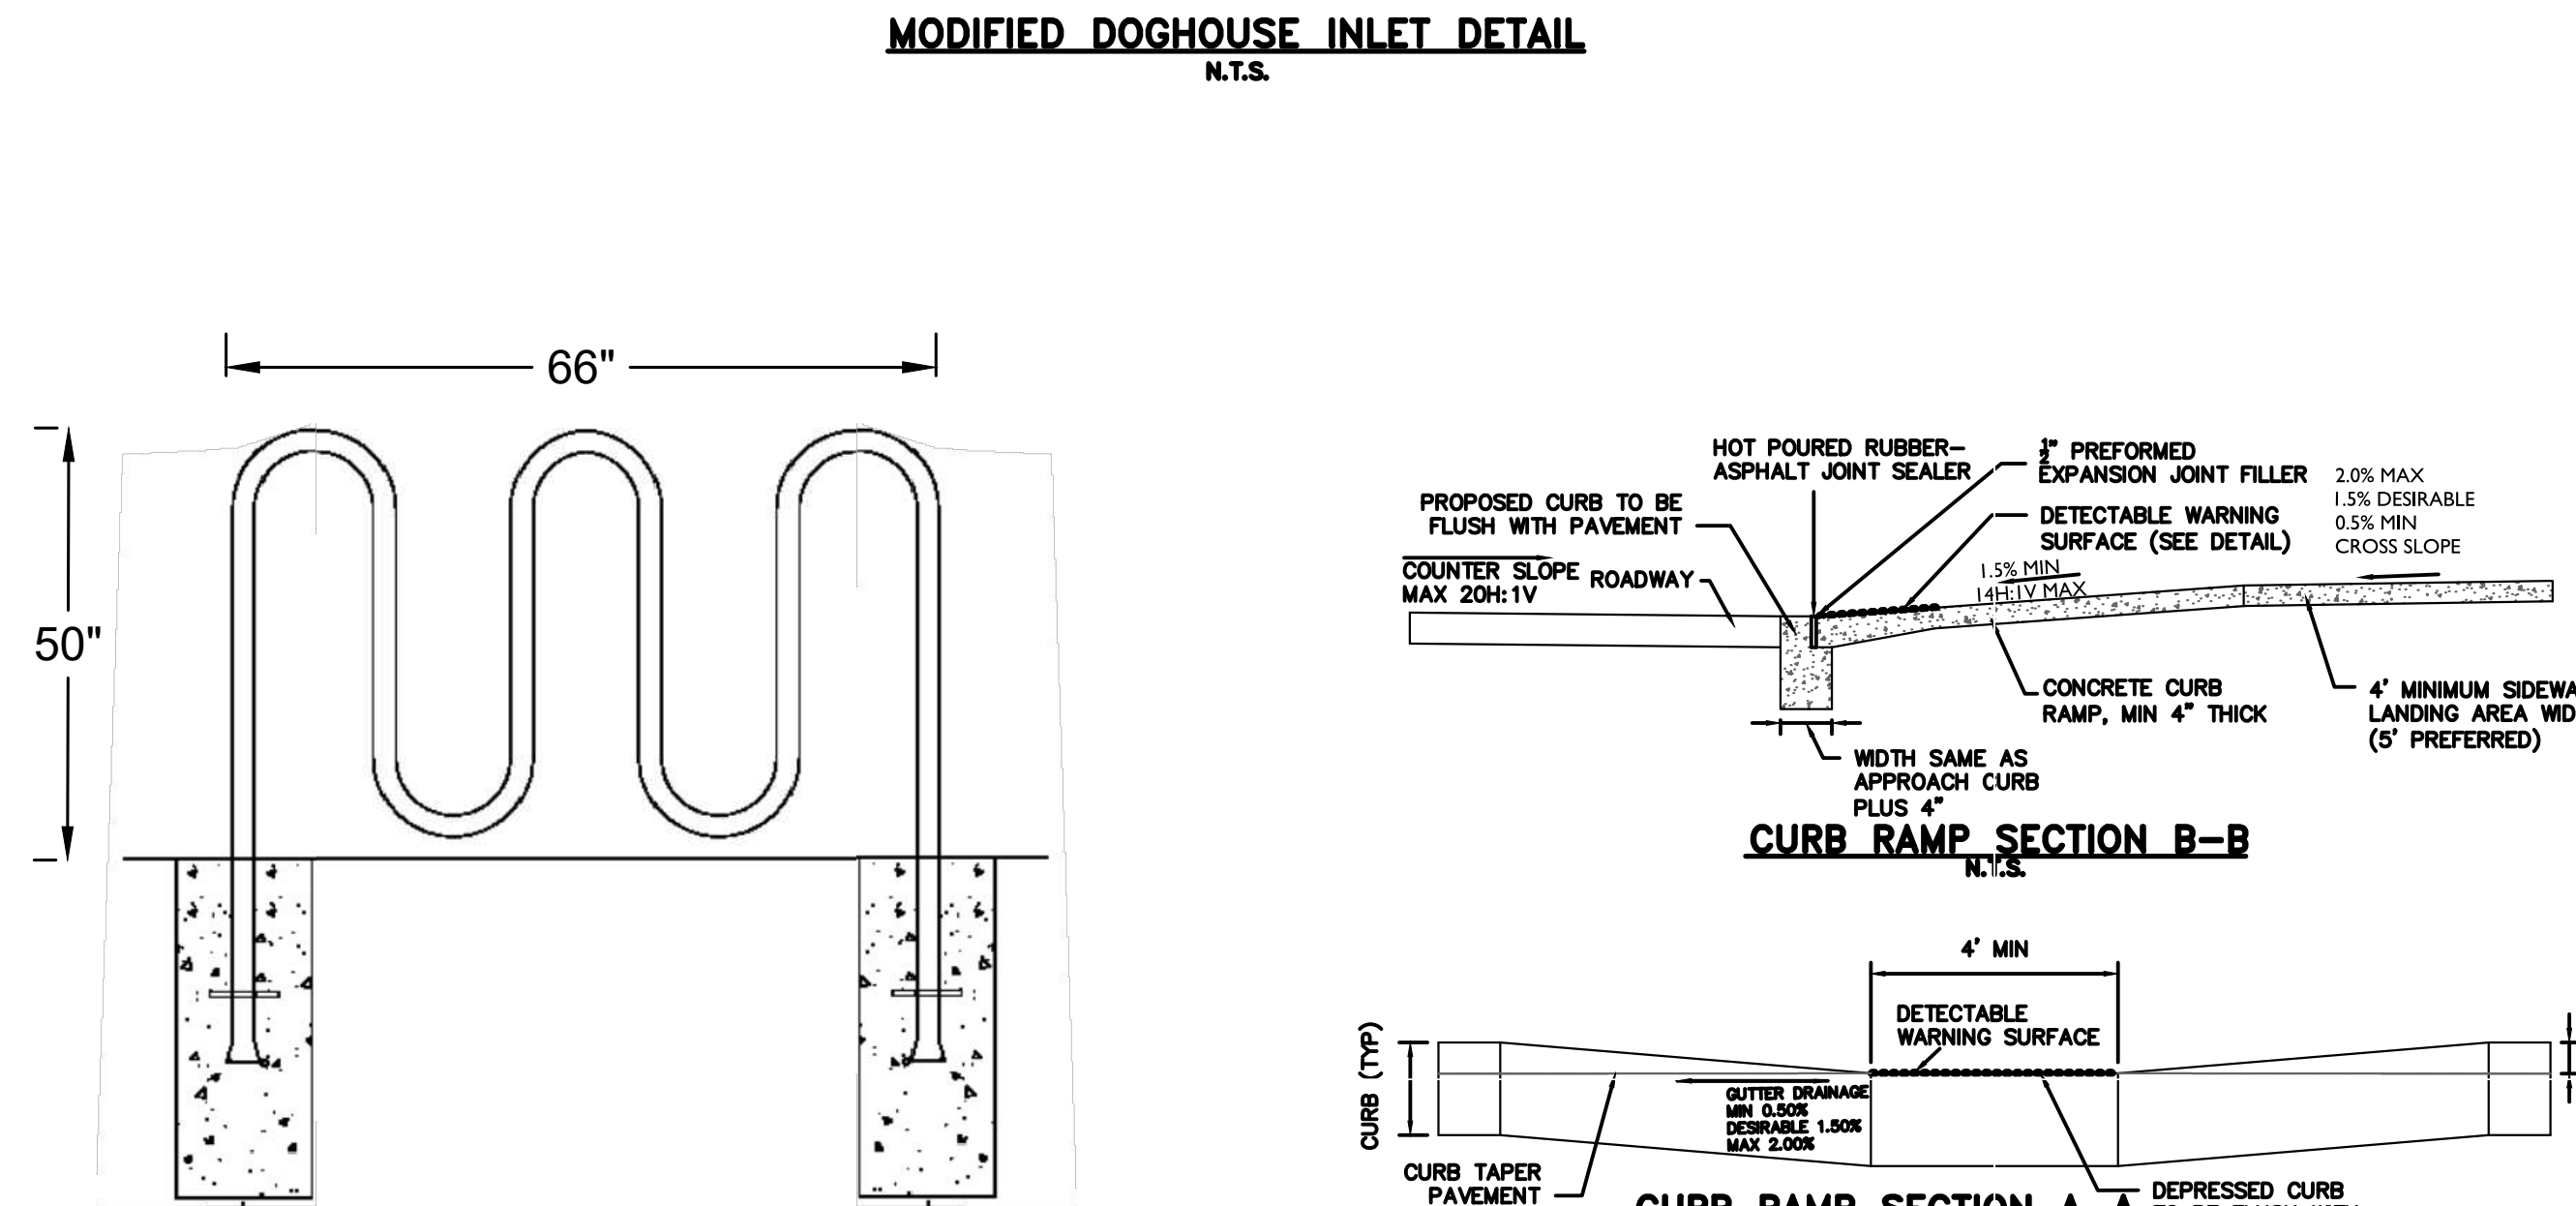 MODIFIED DOGHOUSE INLET DETAIL
N.T.S.
66"
50"
HOT POURED RUBBER-
ASPHALT JOINT SEALER
½" PREFORMED
EXPANSION JOINT FILLER
2.0% MAX
1.5% DESIRABLE
0.5% MIN
CROSS SLOPE
PROPOSED CURB TO BE
FLUSH WITH PAVEMENT
DETECTABLE WARNING
SURFACE (SEE DETAIL)
COUNTER SLOPE
MAX 20H:1V
ROADWAY
1.5% MIN
14H:1V MAX
CONCRETE CURB
RAMP, MIN 4" THICK
4' MINIMUM
LANDING AREA
(5' PREFERRED)
WIDTH SAME AS
APPROACH CURB
PLUS 4"
CURB RAMP SECTION B-B
N.T.S.
4' MIN
DETECTABLE
WARNING SURFACE
CURB (TYP)
GUTTER DRAINAGE
MIN 0.50%
DESIRABLE 1.50%
MAX 2.00%
CURB TAPER
PAVEMENT
CURB RAMP SECTION A-A
DEPRESSED CURB